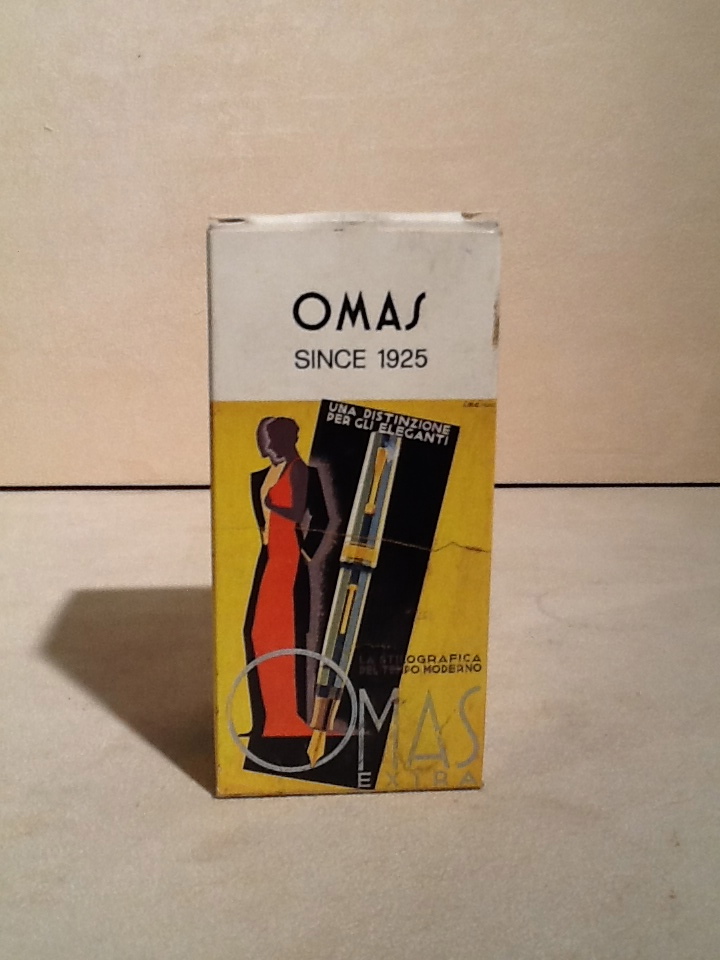 OMAS
SINCE 1925
UNA DISTINZIONE
PER GLI ELEGANTI
LA STILOGRAFICA
DEL TEMPO MODERNO
OMAS
EXTRA